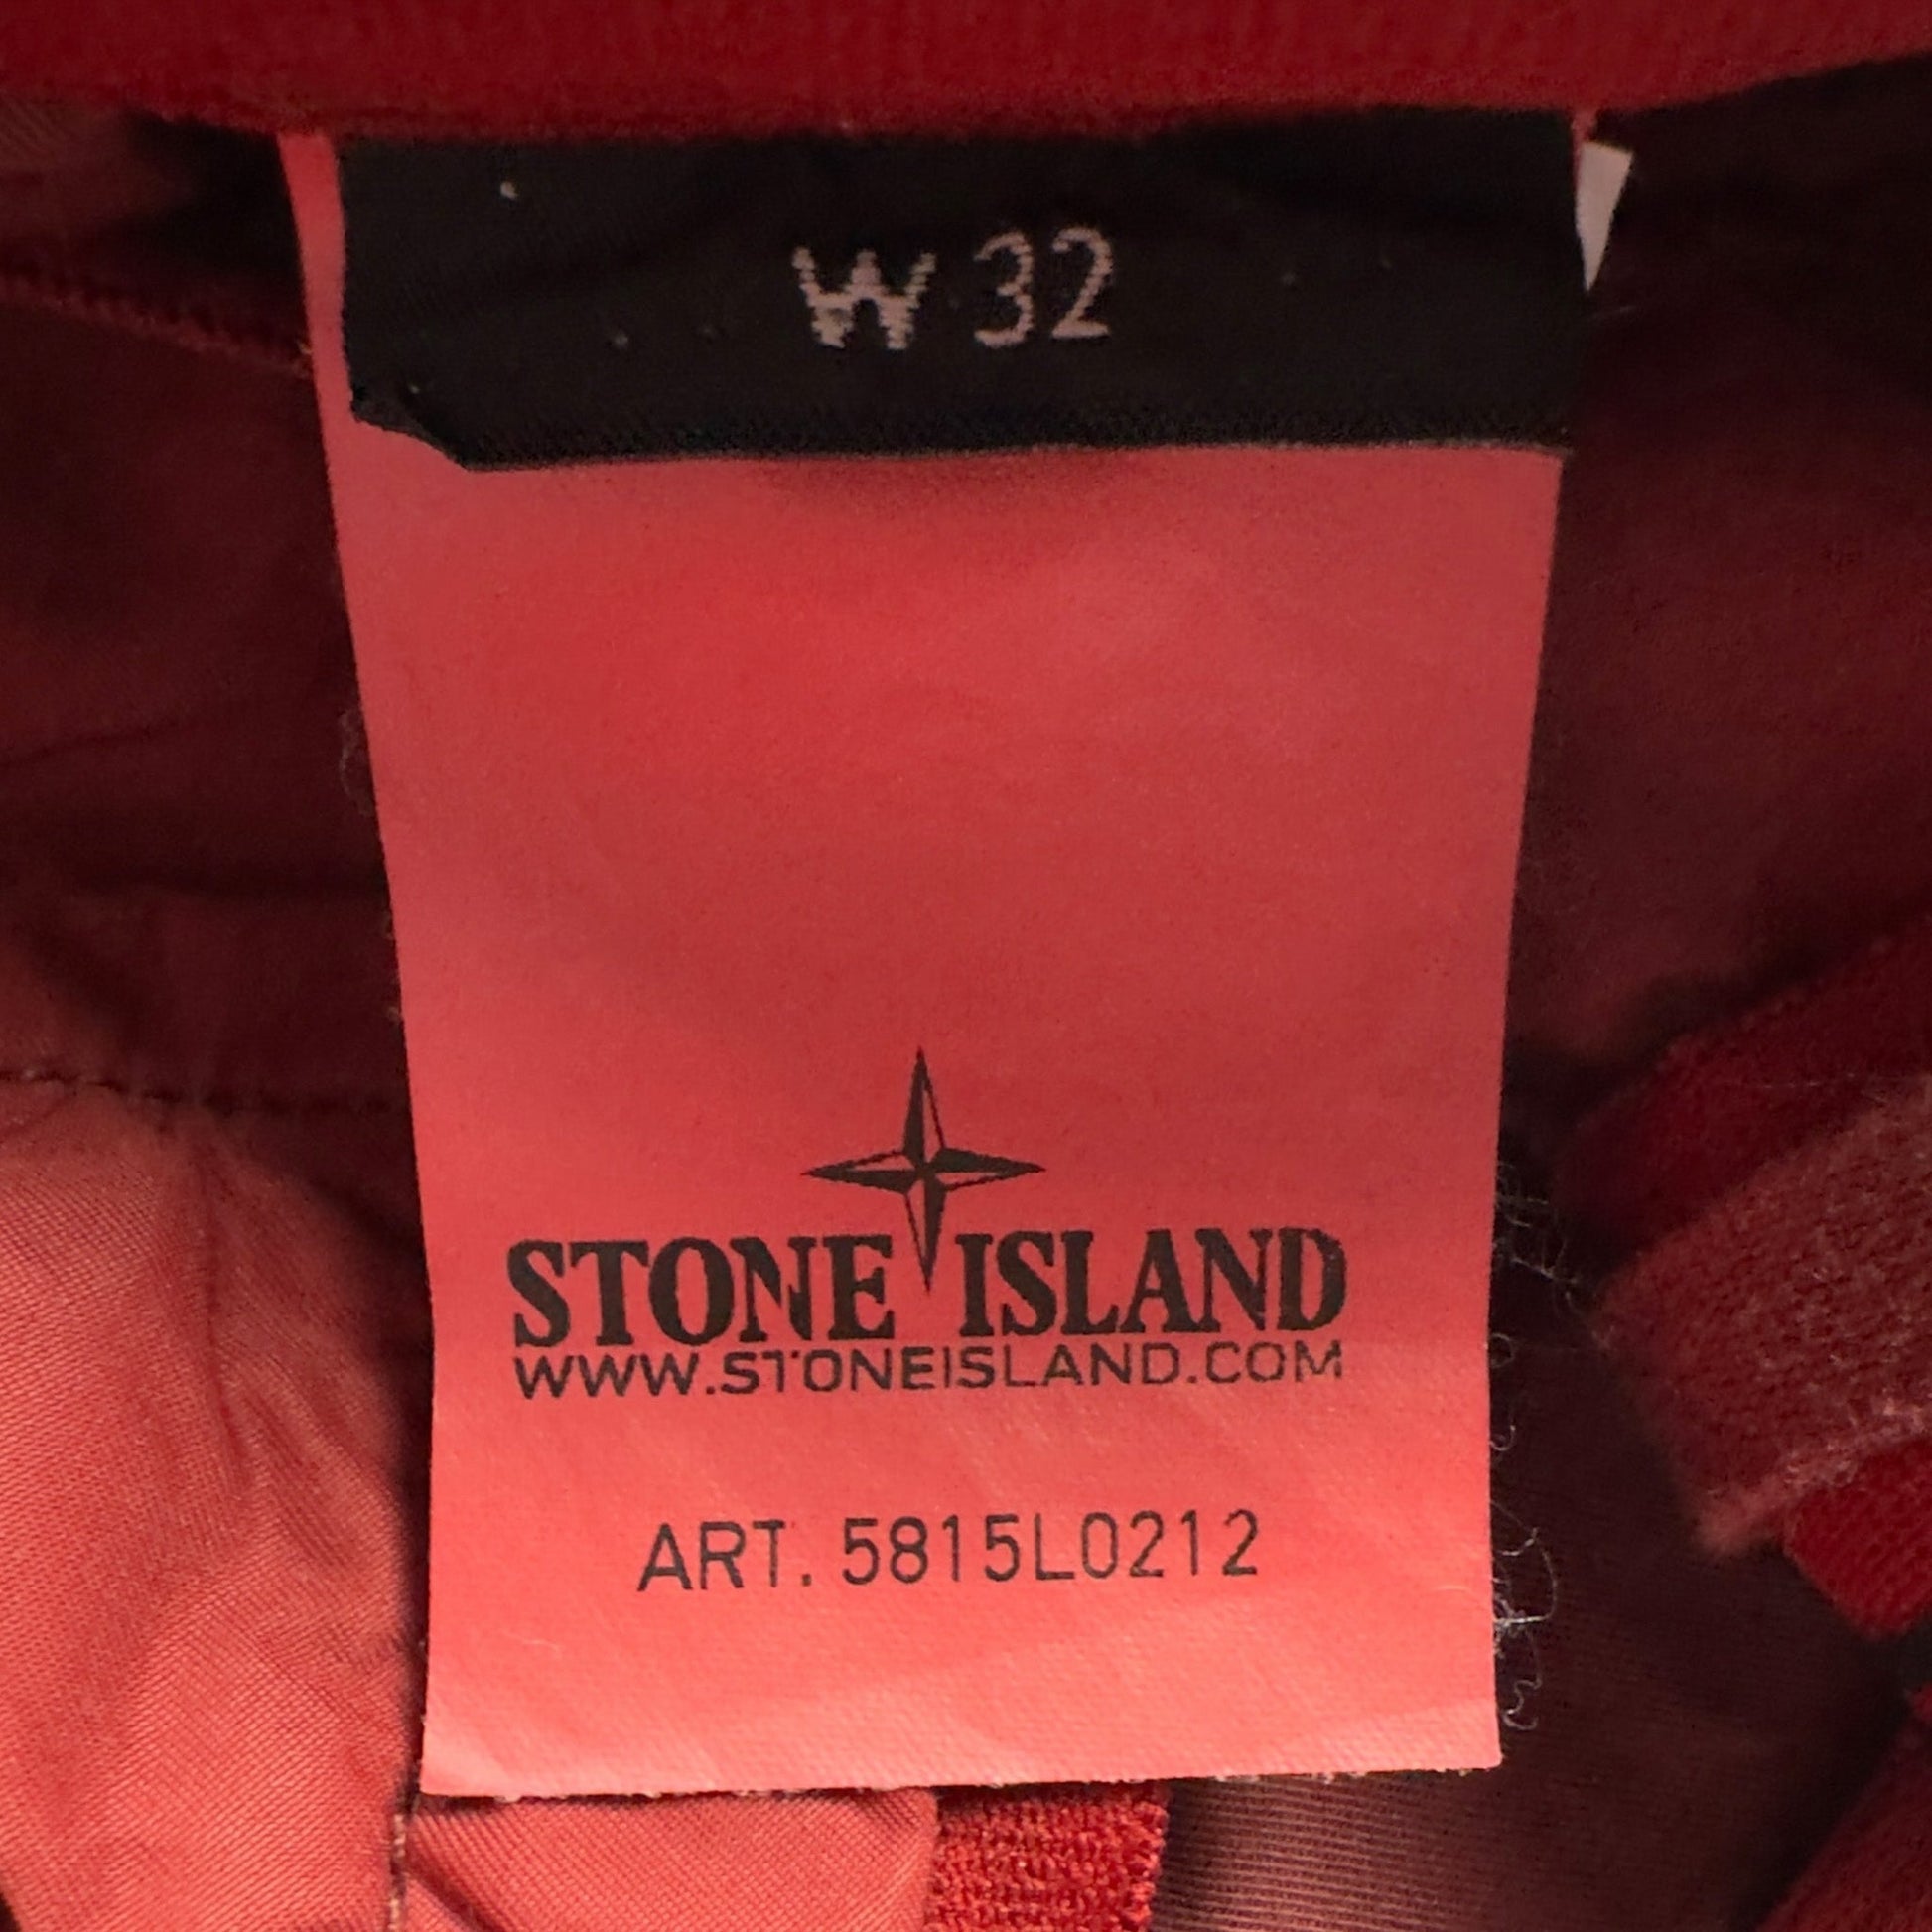 W 32
STONE ISLAND
WWW.STONEISLAND.COM
ART. 5815L0212